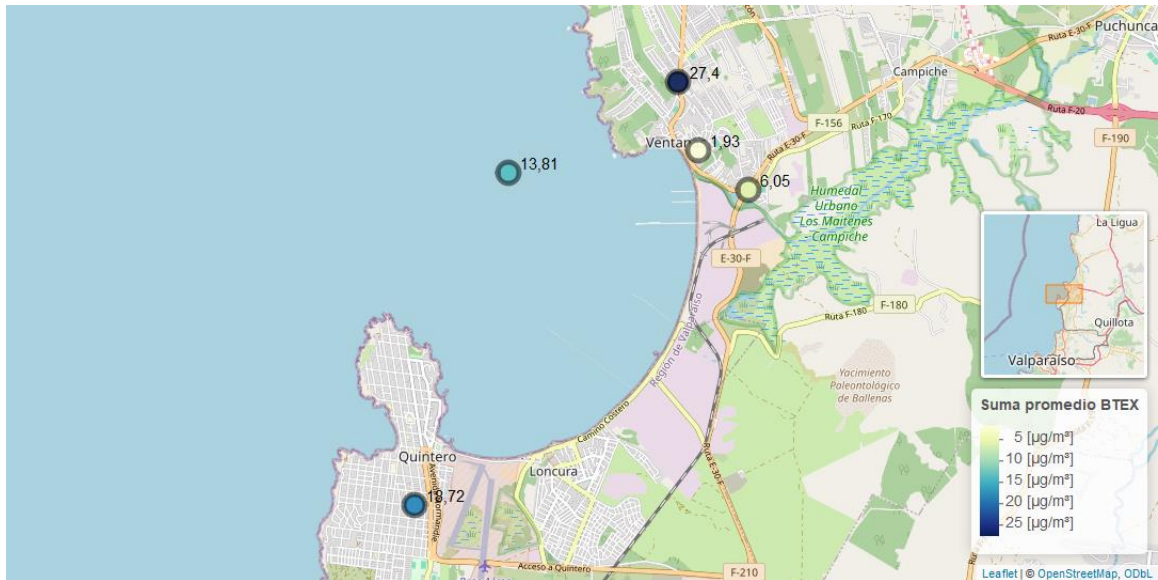 Puchunca
Ruta E-30-F
Campiche
27,4
Ruta F-20
F-156
Ruta F-170
F-190
Ventan
1,93
Ruta E-30-F
13,81
6,05
Humedal
Urbano
Los Maitenes
- Campiche
La Ligua
E-30-F
F-180
Ruta F-180
Quillota
Valparaíso
Región de Valparaíso
Yacimiento
Paleontológico
de Ballenas
Suma promedio BTEX
5 [µg/m³]
10 [µg/m³]
15 [µg/m³]
20 [µg/m³]
25 [µg/m³]
Camino Costero
Ruta E-30-F
Quintero
Loncura
18,72
Avenida Normandie
Acceso a Quintero
F-210
Leaflet | © OpenStreetMap, ODbL